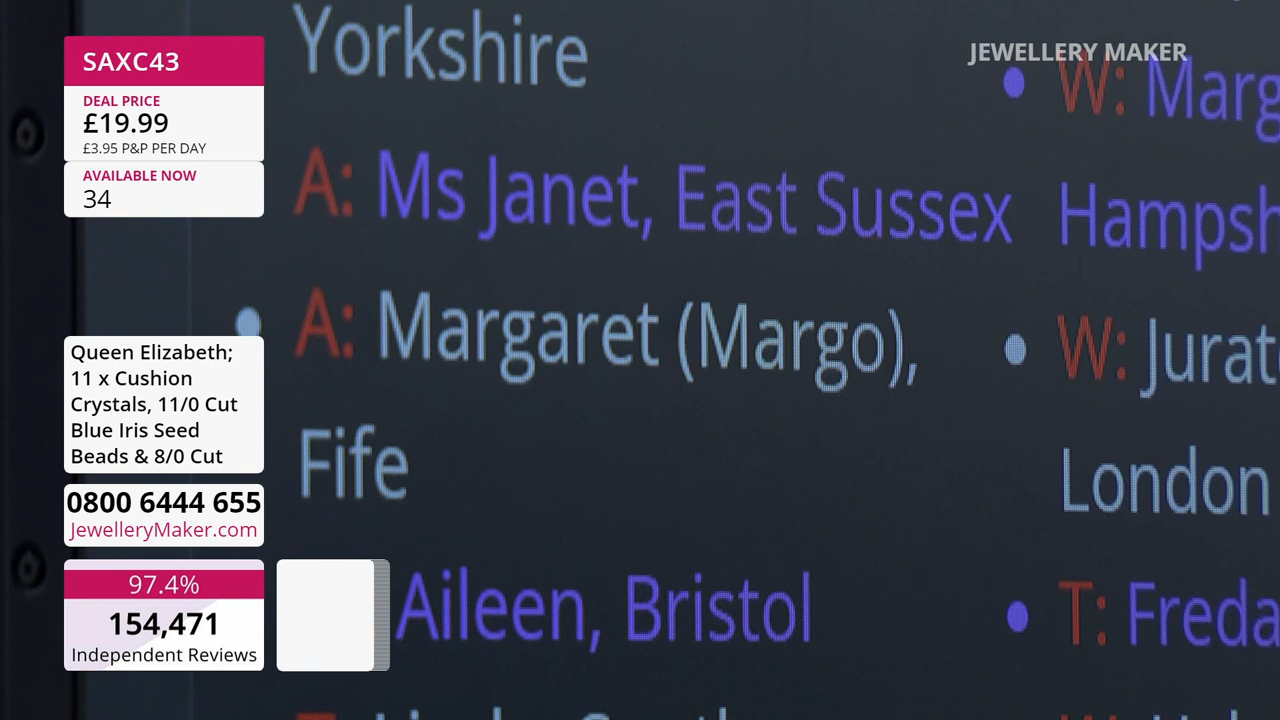 SAXC43
DEAL PRICE
£19.99
£3.95 P&P PER DAY
AVAILABLE NOW
34
Queen Elizabeth;
11 x Cushion
Crystals, 11/0 Cut
Blue Iris Seed
Beads & 8/0 Cut
0800 6444 655
JewelleryMaker.com
97.4%
154,471
Independent Reviews
Yorkshire
A: Ms Janet, East Sussex
A: Margaret (Margo),
Fife
Aileen, Bristol
JEWELLERY MAKER
W: Marg
Hampsh
W: Jurat
London
T: Freda